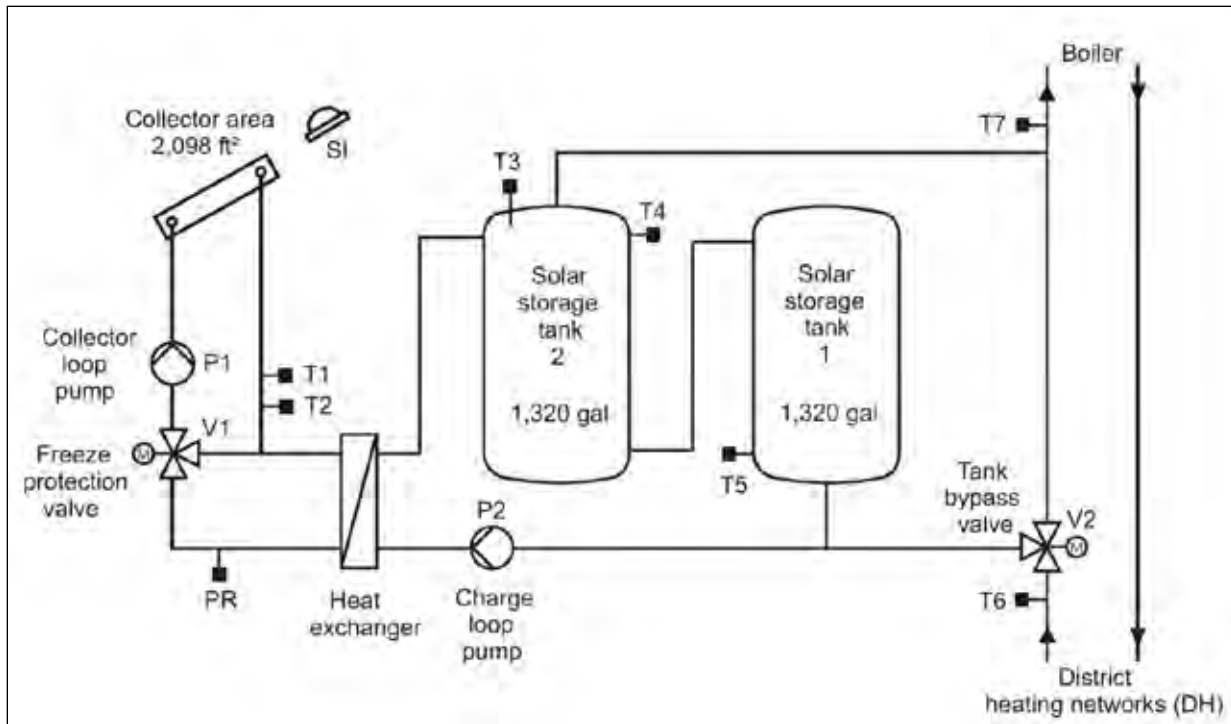 Boiler
Collector area
2,098 ft²
SI
T7
T3
T4
Solar
storage
tank
2
Solar
storage
tank
1
Collector
loop
pump
P1
T1
T2
1,320 gal
1,320 gal
V1
M
Freeze
protection
valve
T5
Tank
bypass
valve
V2
M
P2
PR
Heat
exchanger
Charge
loop
pump
T6
District
heating networks (DH)